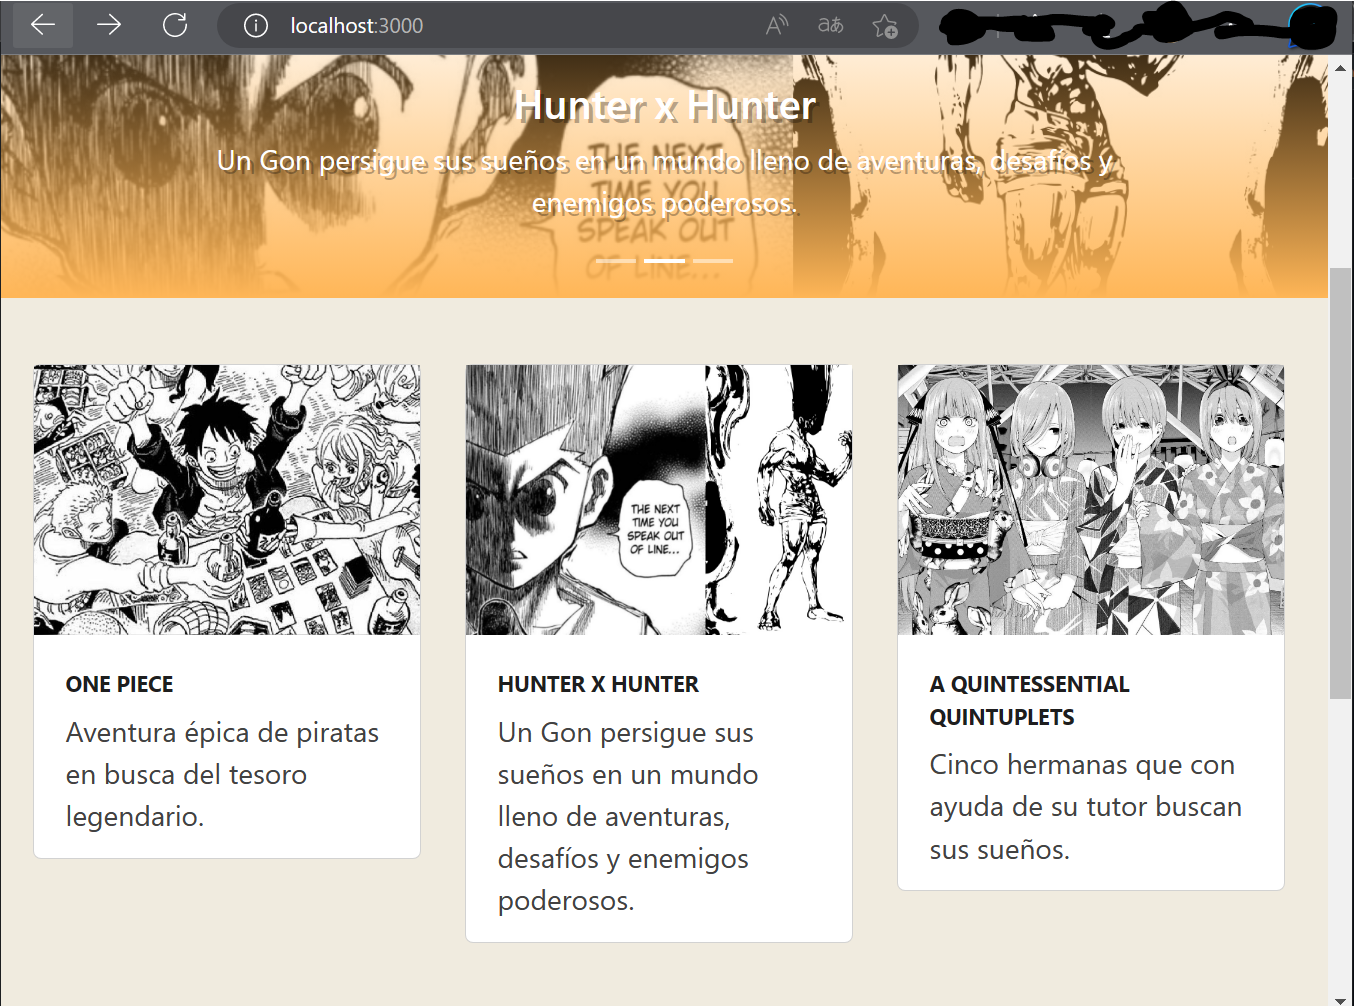 localhost:3000
Hunter x Hunter
Un Gon persigue sus sueños en un mundo lleno de aventuras, desafíos y
enemigos poderosos.
THE NEXT
TIME YOU
SPEAK OUT
OF LINE...
THE NEXT
TIME YOU
SPEAK OUT
OF LINE...
ONE PIECE
Aventura épica de piratas
en busca del tesoro
legendario.
HUNTER X HUNTER
Un Gon persigue sus
sueños en un mundo
lleno de aventuras,
desafíos y enemigos
poderosos.
A QUINTESSENTIAL
QUINTUPLETS
Cinco hermanas que con
ayuda de su tutor buscan
sus sueños.